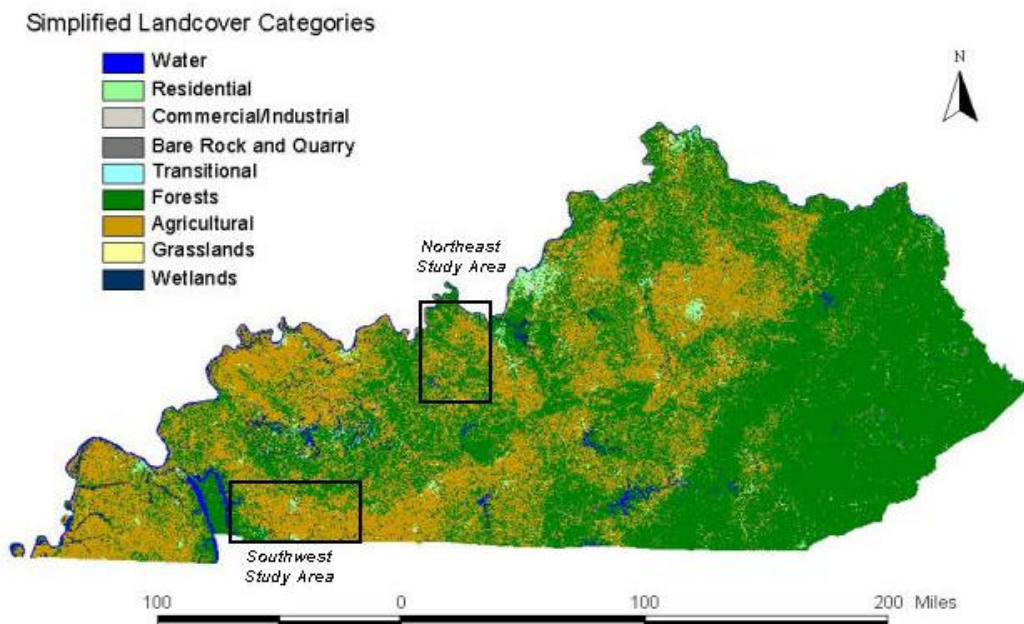 Simplified Landcover Categories
Water
Residential
Commercial/Industrial
Bare Rock and Quarry
Transitional
Forests
Agricultural
Grasslands
Wetlands
N
Northeast
Study Area
Southwest
Study Area
100 0 100 200 Miles